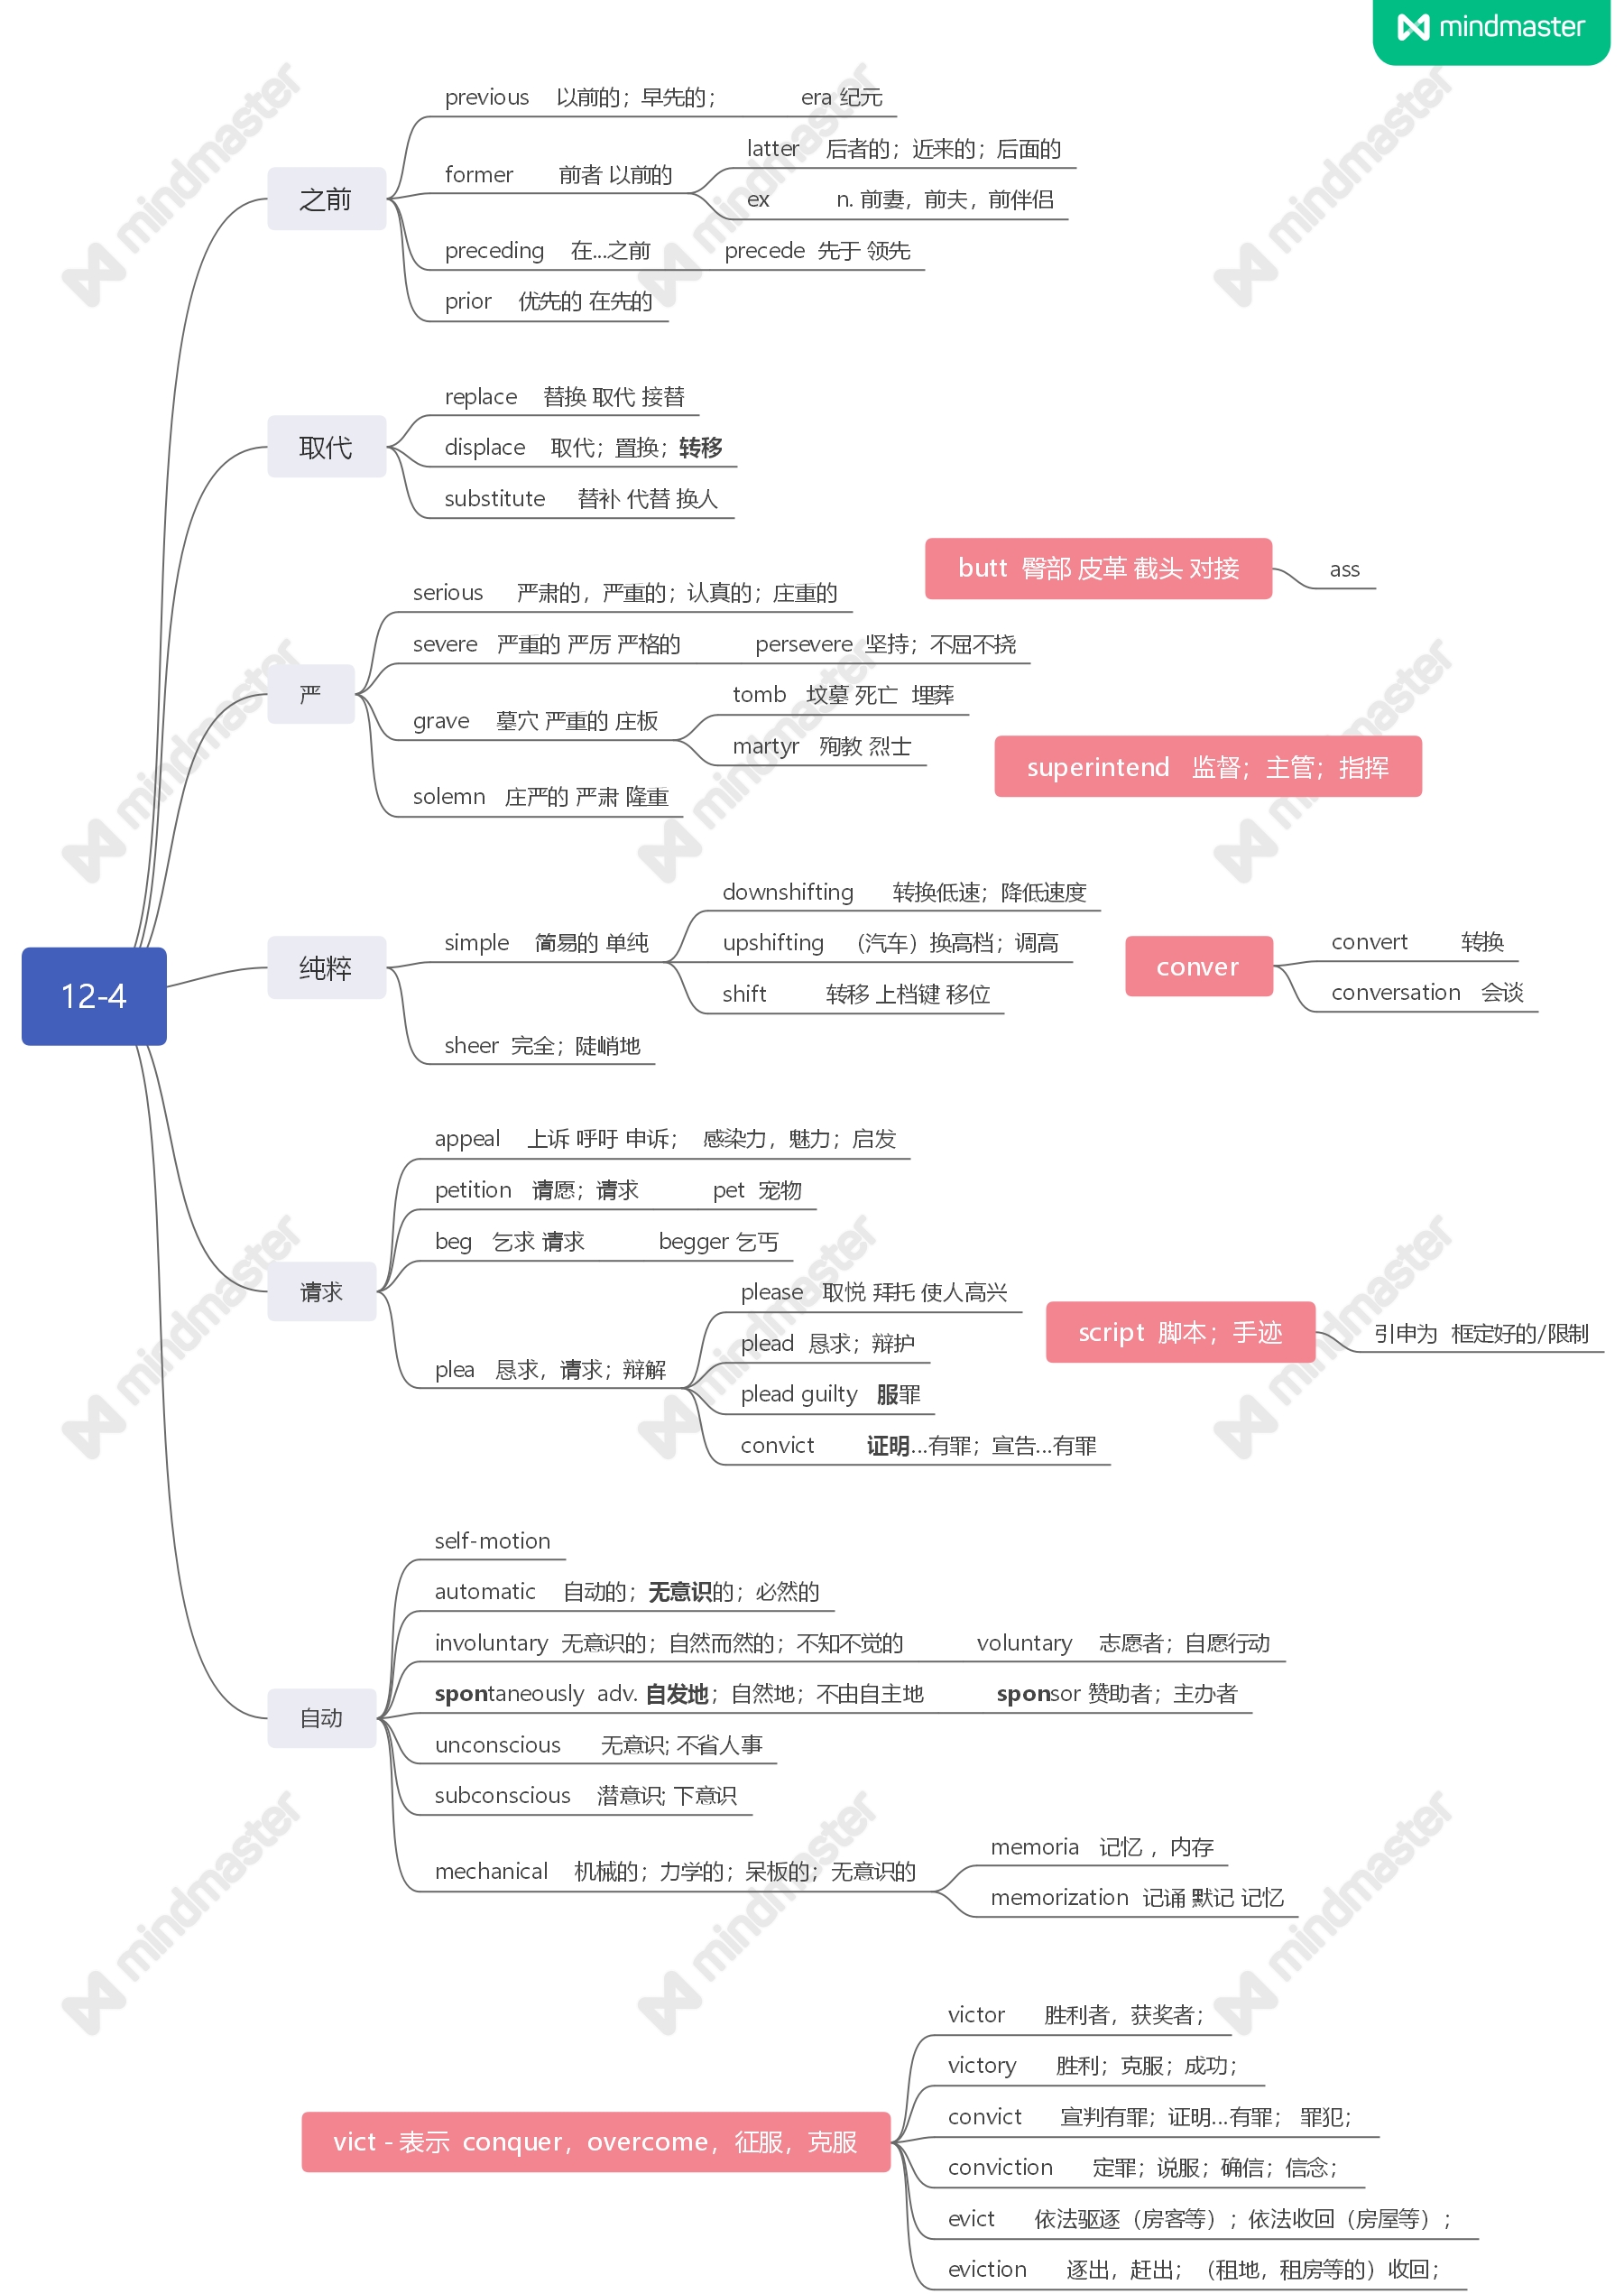 mindmaster
12-4
之前
previous 以前的；早先的； era 纪元
former 前者 以前的
latter 后者的；近来的；后面的
ex n. 前妻，前夫，前伴侣
preceding 在...之前 precede 先于 领先
prior 优先的 在先的
取代
replace 替换 取代 接替
displace 取代；置换；转移
substitute 替补 代替 换人
butt 臀部 皮革 截头 对接
ass
严
serious 严肃的，严重的；认真的；庄重的
severe 严重的 严厉 严格的 persevere 坚持；不屈不挠
grave 墓穴 严重的 庄板
tomb 坟墓 死亡 埋葬
martyr 殉教 烈士
solemn 庄严的 严肃 隆重
superintend 监督；主管；指挥
纯粹
simple 简易的 单纯
downshifting 转换低速；降低速度
upshifting （汽车）换高档；调高
shift 转移 上档键 移位
sheer 完全；陡峭地
conver
convert 转换
conversation 会谈
请求
appeal 上诉 呼吁 申诉； 感染力，魅力；启发
petition 请愿；请求 pet 宠物
beg 乞求 请求 begger 乞丐
plea 恳求，请求；辩解
please 取悦 拜托 使人高兴
plead 恳求；辩护
plead guilty 服罪
convict 证明...有罪；宣告...有罪
script 脚本；手迹
引申为 框定好的/限制
自动
self-motion
automatic 自动的；无意识的；必然的
involuntary 无意识的；自然而然的；不知不觉的 voluntary 志愿者；自愿行动
spontaneously adv. 自发地；自然地；不由自主地 sponsor 赞助者；主办者
unconscious 无意识; 不省人事
subconscious 潜意识; 下意识
mechanical 机械的；力学的；呆板的；无意识的
memoria 记忆 ，内存
memorization 记诵 默记 记忆
vict - 表示 conquer，overcome，征服，克服
victor 胜利者，获奖者；
victory 胜利；克服；成功；
convict 宣判有罪；证明...有罪； 罪犯；
conviction 定罪；说服；确信；信念；
evict 依法驱逐（房客等）；依法收回（房屋等）；
eviction 逐出，赶出；（租地，租房等的）收回；